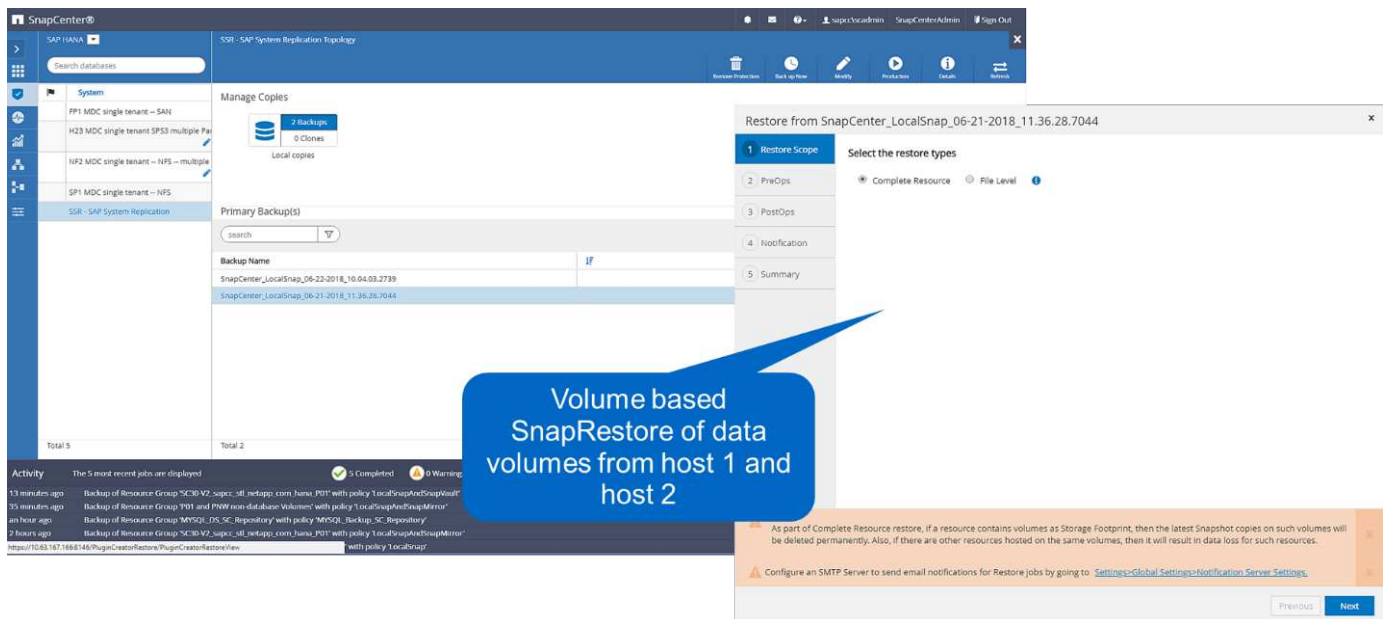 SnapCenter®
sapcc\scadmin SnapCenterAdmin Sign Out
SAP HANA
SSR - SAP System Replication Topology
Search databases
Remove Protection Back up Now Modify Production Details Refresh
System
FP1 MDC single tenant -- SAN
H23 MDC single tenant SPS3 multiple Par
NF2 MDC single tenant -- NFS -- multiple
SP1 MDC single tenant -- NFS
SSR - SAP System Replication
Total 5
Manage Copies
2 Backups
0 Clones
Local copies
Primary Backup(s)
search
Backup Name
SnapCenter_LocalSnap_06-22-2018_10.04.03.2739
SnapCenter_LocalSnap_06-21-2018_11.36.28.7044
Total 2
Activity The 5 most recent jobs are displayed 5 Completed 0 Warning
13 minutes ago Backup of Resource Group 'SC30-V2_sapcc_stl_netapp_com_hana_P01' with policy 'LocalSnapAndSnapVault'
35 minutes ago Backup of Resource Group 'P01 and PNW non-database Volumes' with policy 'LocalSnapAndSnapMirror'
an hour ago Backup of Resource Group 'MYSQL_DS_SC_Repository' with policy 'MYSQL_Backup_SC_Repository'
2 hours ago Backup of Resource Group 'SC30-V2_sapcc_stl_netapp_com_hana_P01' with policy 'LocalSnapAndSnapMirror'
https://10.63.167.166:8146/PluginCreatorRestore/PluginCreatorRestoreView with policy 'LocalSnap'
Restore from SnapCenter_LocalSnap_06-21-2018_11.36.28.7044
x
1 Restore Scope
2 PreOps
3 PostOps
4 Notification
5 Summary
Select the restore types
Complete Resource File Level
Volume based
SnapRestore of data
volumes from host 1 and
host 2
As part of Complete Resource restore, if a resource contains volumes as Storage Footprint, then the latest Snapshot copies on such volumes will
be deleted permanently. Also, if there are other resources hosted on the same volumes, then it will result in data loss for such resources.
Configure an SMTP Server to send email notifications for Restore jobs by going to Settings>Global Settings>Notification Server Settings.
Previous Next